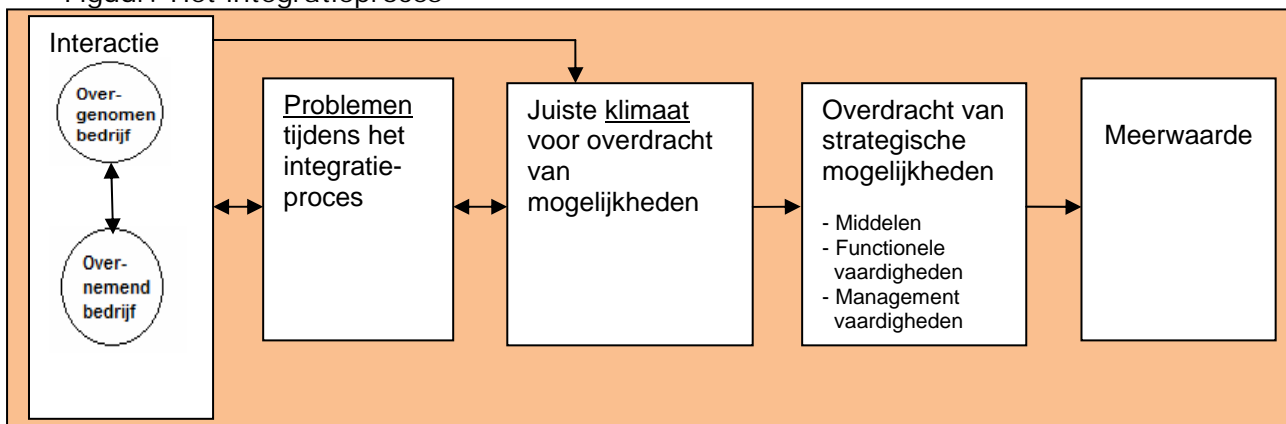 Figuur Het integratieproces
Interactie
Over-
genomen
bedrijf
Over-
nemend
bedrijf
Problemen
tijdens het
integratie-
proces
Juiste klimaat
voor overdracht
van
mogelijkheden
Overdracht van
strategische
mogelijkheden
- Middelen
- Functionele
vaardigheden
- Management
vaardigheden
Meerwaarde